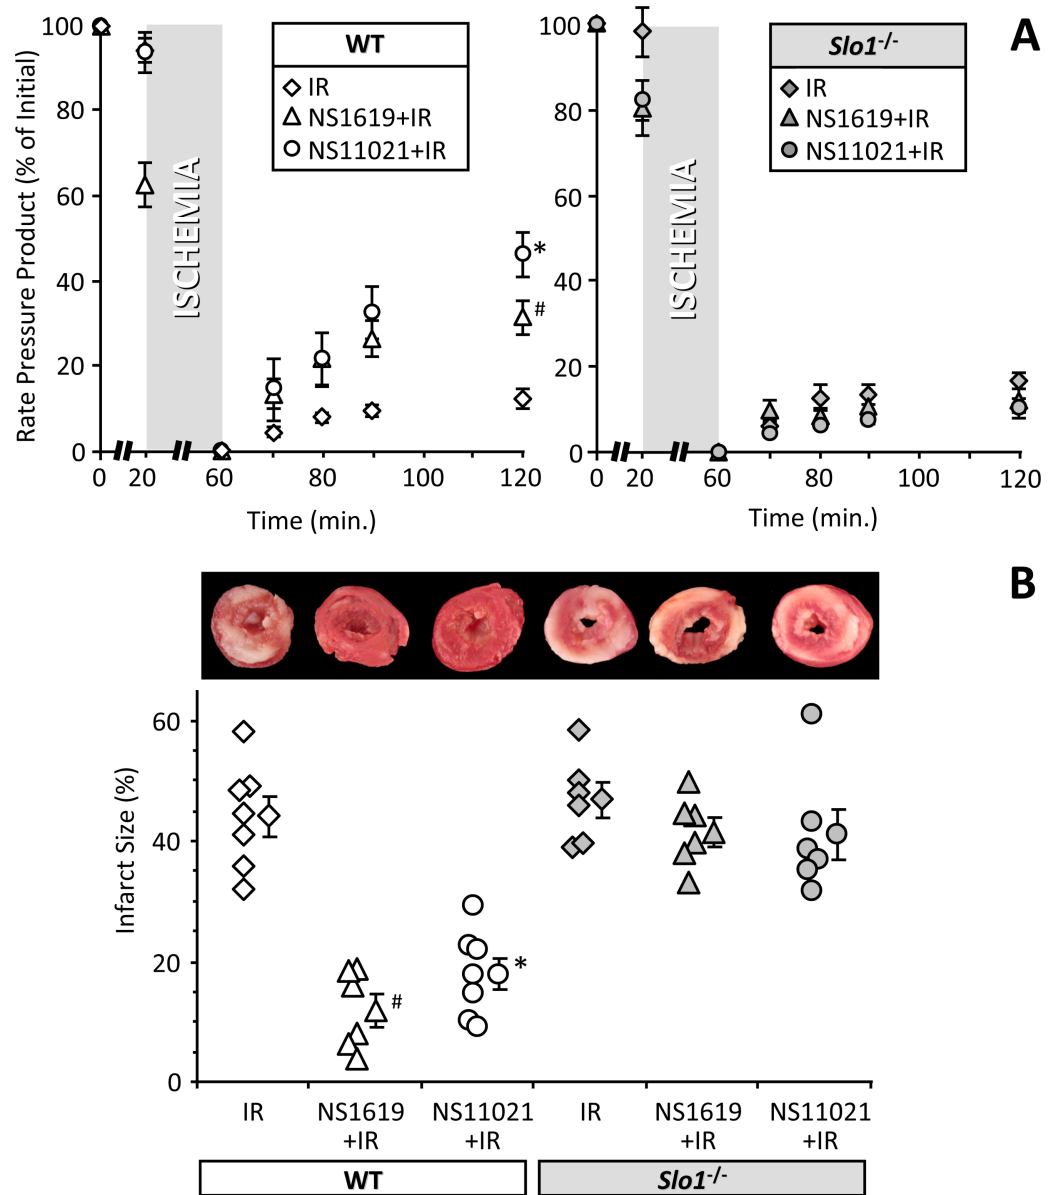 A
Rate Pressure Product (% of Initial)
100
80
60
40
20
0
WT
IR
NS1619+IR
NS11021+IR
ISCHEMIA
*
#
0 20 60 80 100 120
Time (min.)
100
80
60
40
20
0
Slo1-/-
IR
NS1619+IR
NS11021+IR
ISCHEMIA
0 20 60 80 100 120
Time (min.)
B
Infarct Size (%)
60
40
20
0
#
*
IR NS1619 NS11021 IR NS1619 NS11021
+IR +IR +IR +IR
WT Slo1-/-